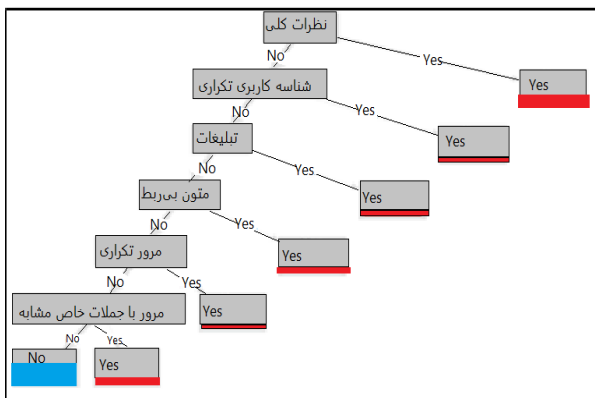 نظرات کلی
No
Yes
Yes
شناسه کاربری تکراری
No
Yes
Yes
تبلیغات
No
Yes
Yes
متون بی‌ربط
No
Yes
Yes
مرور تکراری
No
Yes
Yes
مرور با جملات خاص مشابه
No
Yes
No
Yes